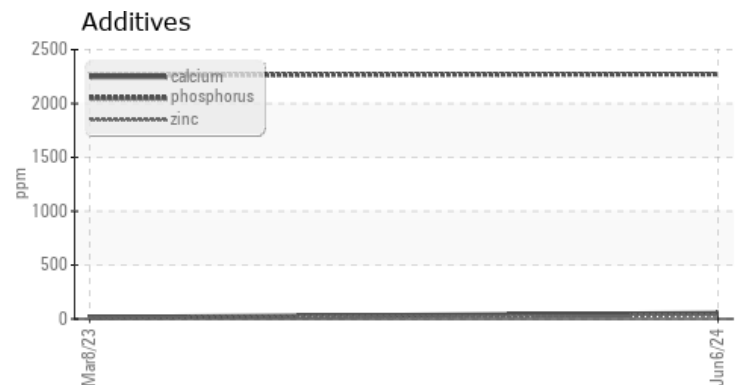 Additives
2500
2000
1500
1000
500
0
ppm
calcium
phosphorus
zinc
Mar8/23
Jun6/24